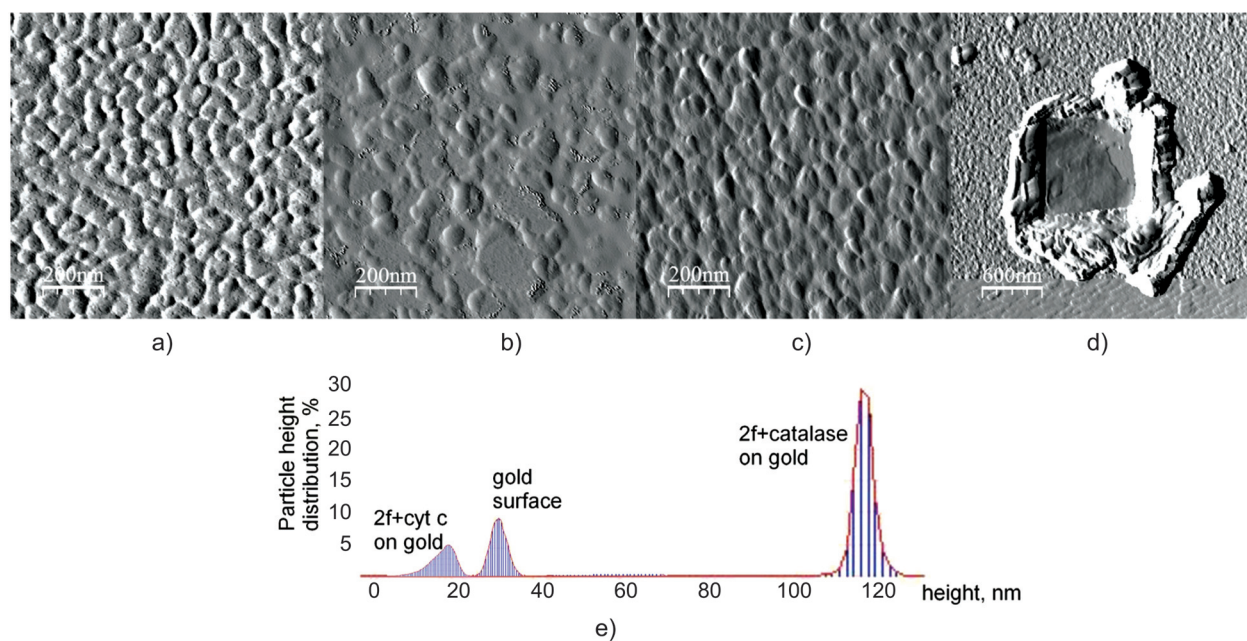 200nm
200nm
200nm
600nm
a)
b)
c)
d)
Particle height
distribution, %
30
25
20
15
10
5
2f+cyt c
on gold
gold
surface
2f+catalase
on gold
0 20 40 60 80 100 120 height, nm
e)